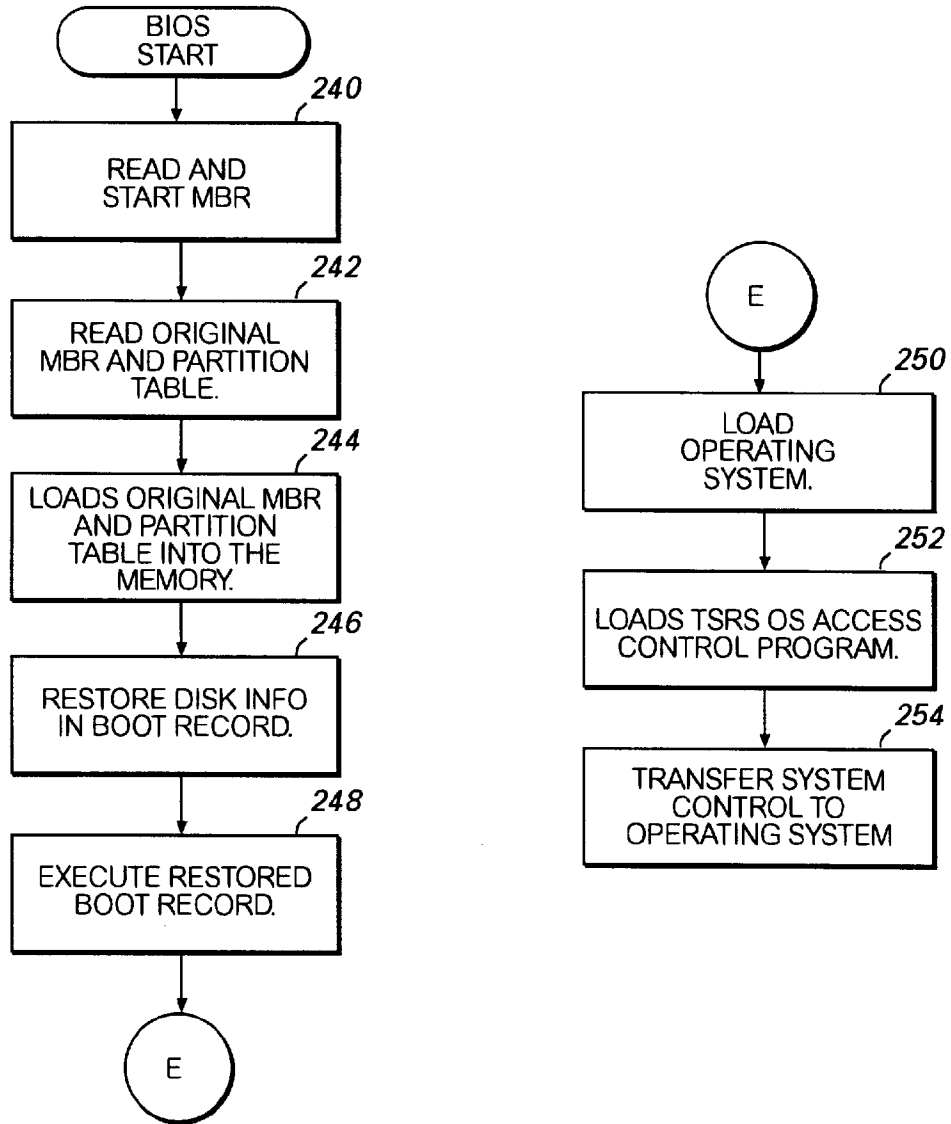 BIOS
START
240
READ AND
START MBR
242
READ ORIGINAL
MBR AND PARTITION
TABLE.
244
LOADS ORIGINAL MBR
AND PARTITION
TABLE INTO THE
MEMORY.
246
RESTORE DISK INFO
IN BOOT RECORD.
248
EXECUTE RESTORED
BOOT RECORD.
E
E
250
LOAD
OPERATING
SYSTEM.
252
LOADS TSRS OS ACCESS
CONTROL PROGRAM.
254
TRANSFER SYSTEM
CONTROL TO
OPERATING SYSTEM